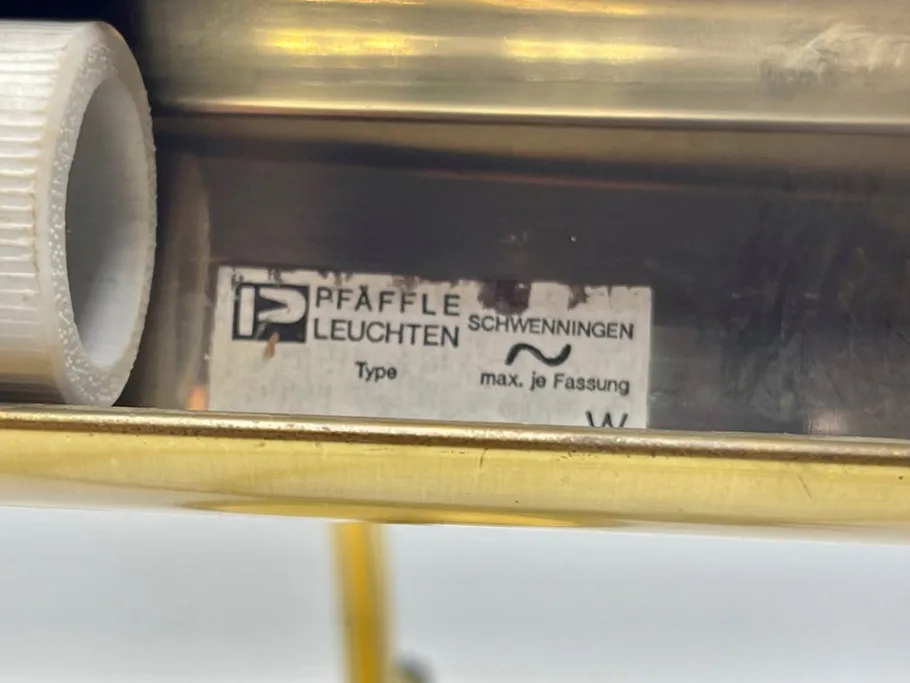 PFÄFFLE
LEUCHTEN
SCHWENNINGEN
~
Type
max. je Fassung
W